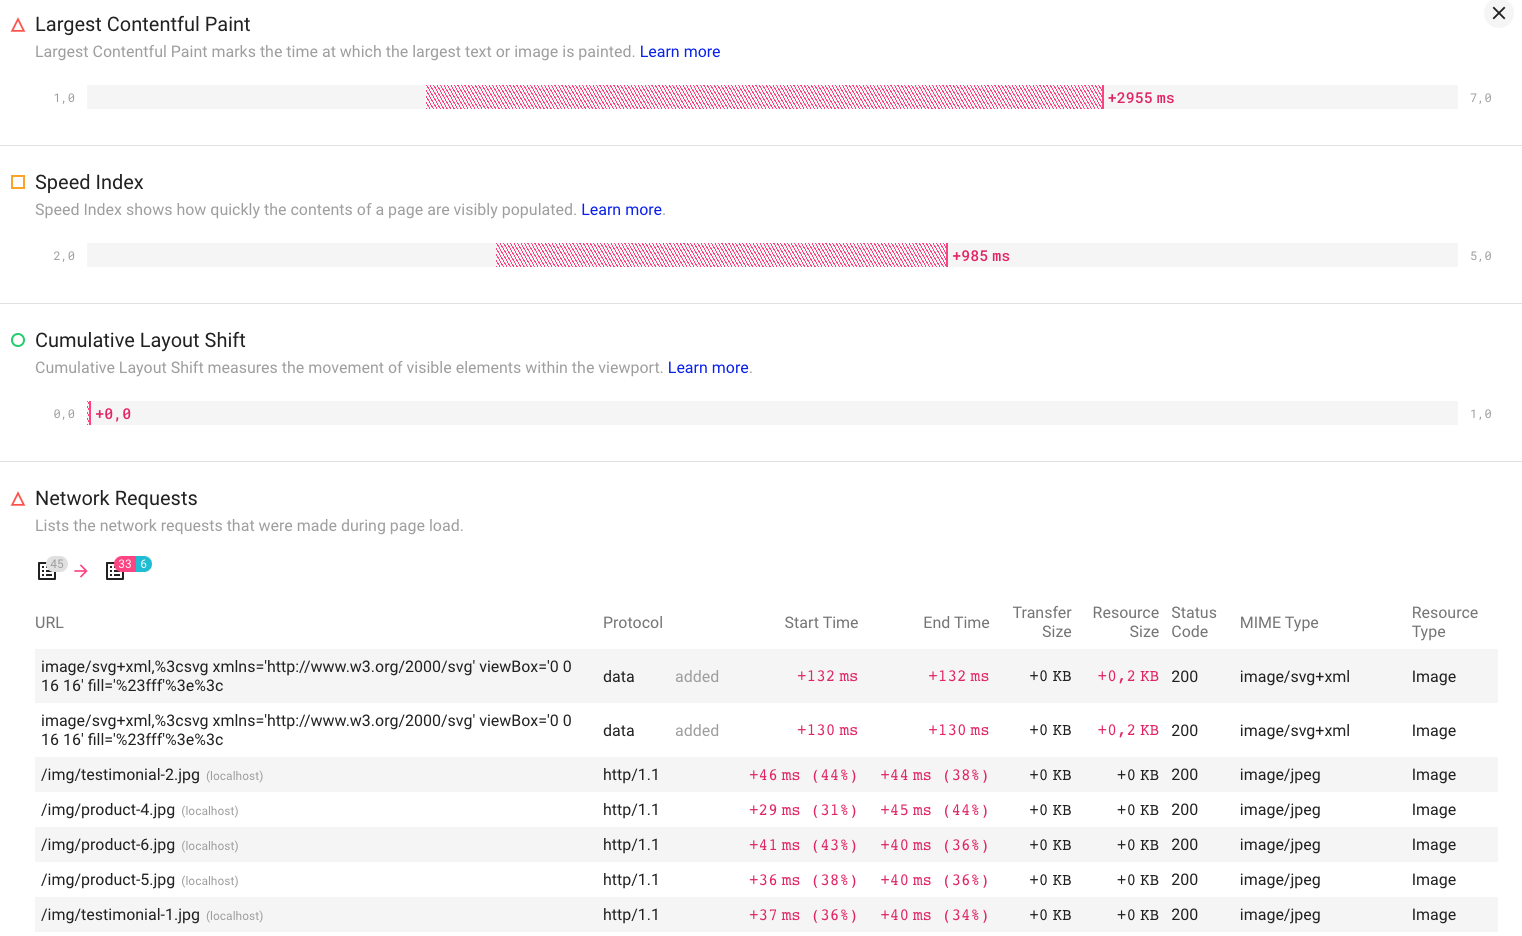 Largest Contentful Paint
Largest Contentful Paint marks the time at which the largest text or image is painted. Learn more
1,0 +2955 ms 7,0
Speed Index
Speed Index shows how quickly the contents of a page are visibly populated. Learn more.
2,0 +985 ms 5,0
Cumulative Layout Shift
Cumulative Layout Shift measures the movement of visible elements within the viewport. Learn more.
0,0 +0,0 1,0
Network Requests
Lists the network requests that were made during page load.
45 33 6
URL Protocol Start Time End Time Transfer Size Resource Size Status Code MIME Type Resource Type
image/svg+xml,%3csvg xmlns='http://www.w3.org/2000/svg' viewBox='0 0
16 16' fill='%23fff'%3e%3c data added +132 ms +132 ms +0 KB +0,2 KB 200 image/svg+xml Image
image/svg+xml,%3csvg xmlns='http://www.w3.org/2000/svg' viewBox='0 0
16 16' fill='%23fff'%3e%3c data added +130 ms +130 ms +0 KB +0,2 KB 200 image/svg+xml Image
/img/testimonial-2.jpg (localhost) http/1.1 +46 ms (44%) +44 ms (38%) +0 KB +0 KB 200 image/jpeg Image
/img/product-4.jpg (localhost) http/1.1 +29 ms (31%) +45 ms (44%) +0 KB +0 KB 200 image/jpeg Image
/img/product-6.jpg (localhost) http/1.1 +41 ms (43%) +40 ms (36%) +0 KB +0 KB 200 image/jpeg Image
/img/product-5.jpg (localhost) http/1.1 +36 ms (38%) +40 ms (36%) +0 KB +0 KB 200 image/jpeg Image
/img/testimonial-1.jpg (localhost) http/1.1 +37 ms (36%) +40 ms (34%) +0 KB +0 KB 200 image/jpeg Image